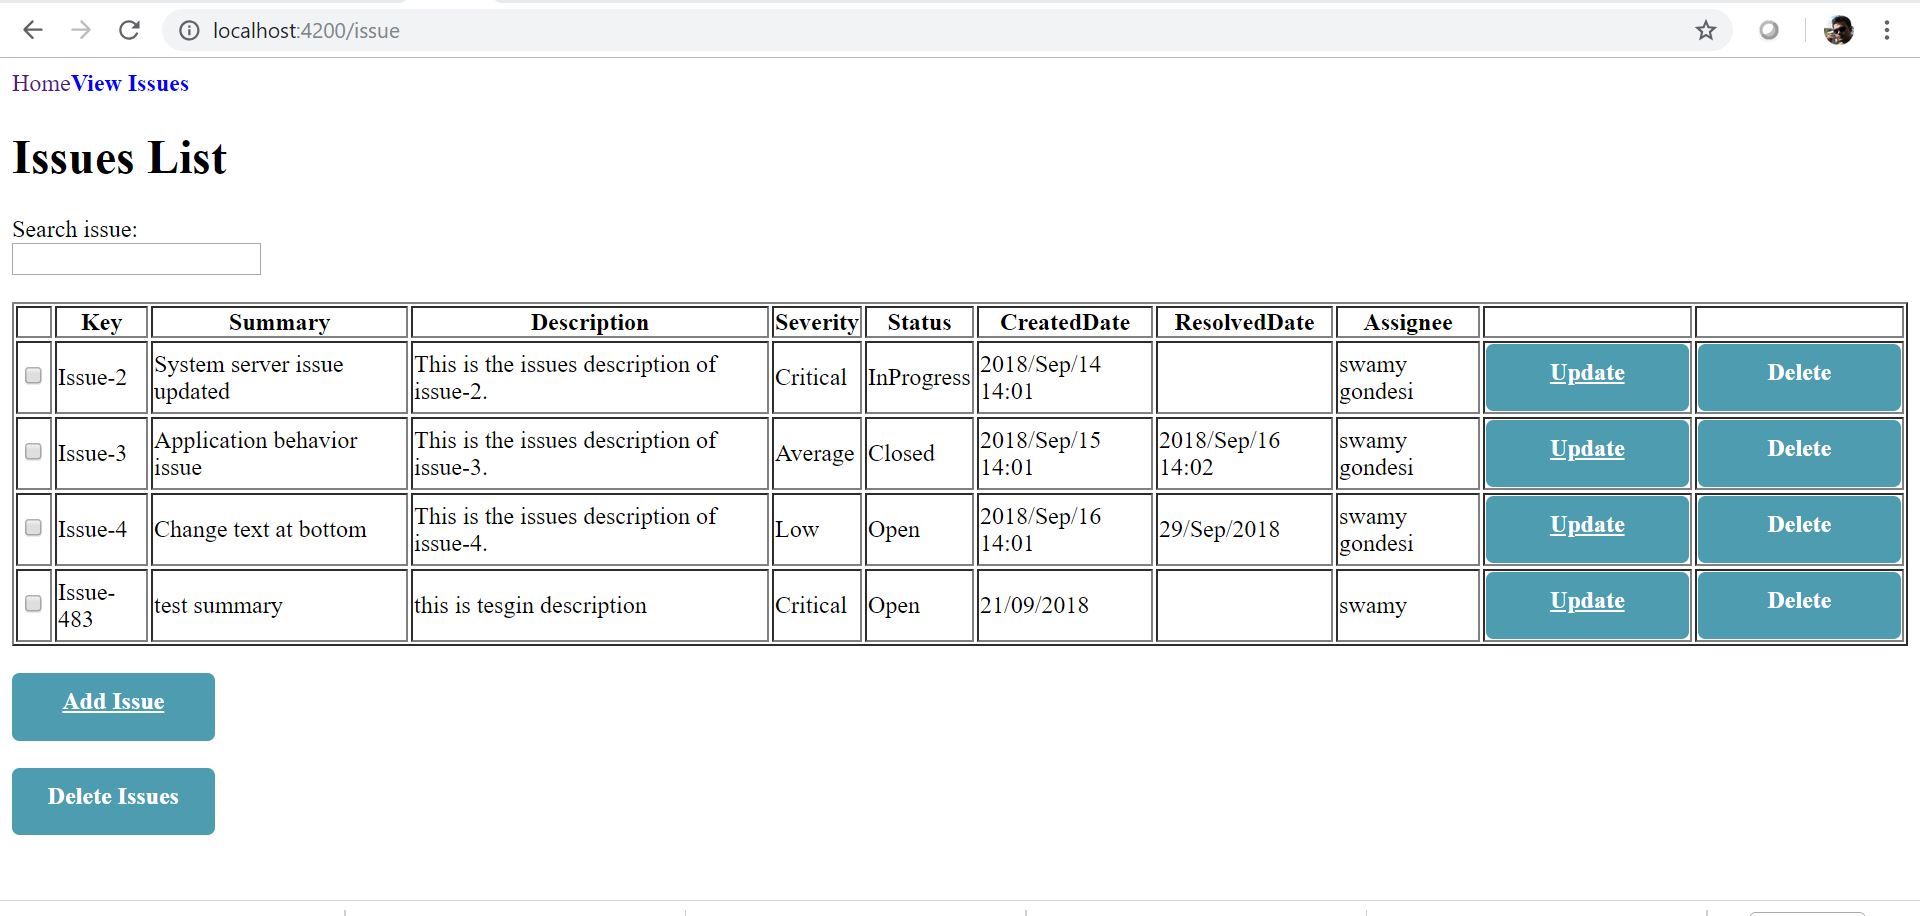 localhost:4200/issue
HomeView Issues
Issues List
Search issue:
Key Summary Description Severity Status CreatedDate ResolvedDate Assignee
Issue-2 System server issue updated This is the issues description of issue-2. Critical InProgress 2018/Sep/14 14:01 swamy gondesi Update Delete
Issue-3 Application behavior issue This is the issues description of issue-3. Average Closed 2018/Sep/15 14:01 2018/Sep/16 14:02 swamy gondesi Update Delete
Issue-4 Change text at bottom This is the issues description of issue-4. Low Open 2018/Sep/16 14:01 29/Sep/2018 swamy gondesi Update Delete
Issue-483 test summary this is tesgin description Critical Open 21/09/2018 swamy Update Delete
Add Issue
Delete Issues